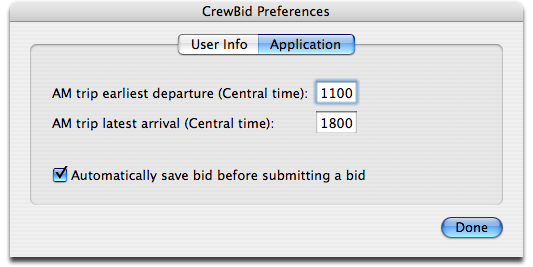 CrewBid Preferences
User Info Application
AM trip earliest departure (Central time): 1100
AM trip latest arrival (Central time): 1800
Automatically save bid before submitting a bid
Done